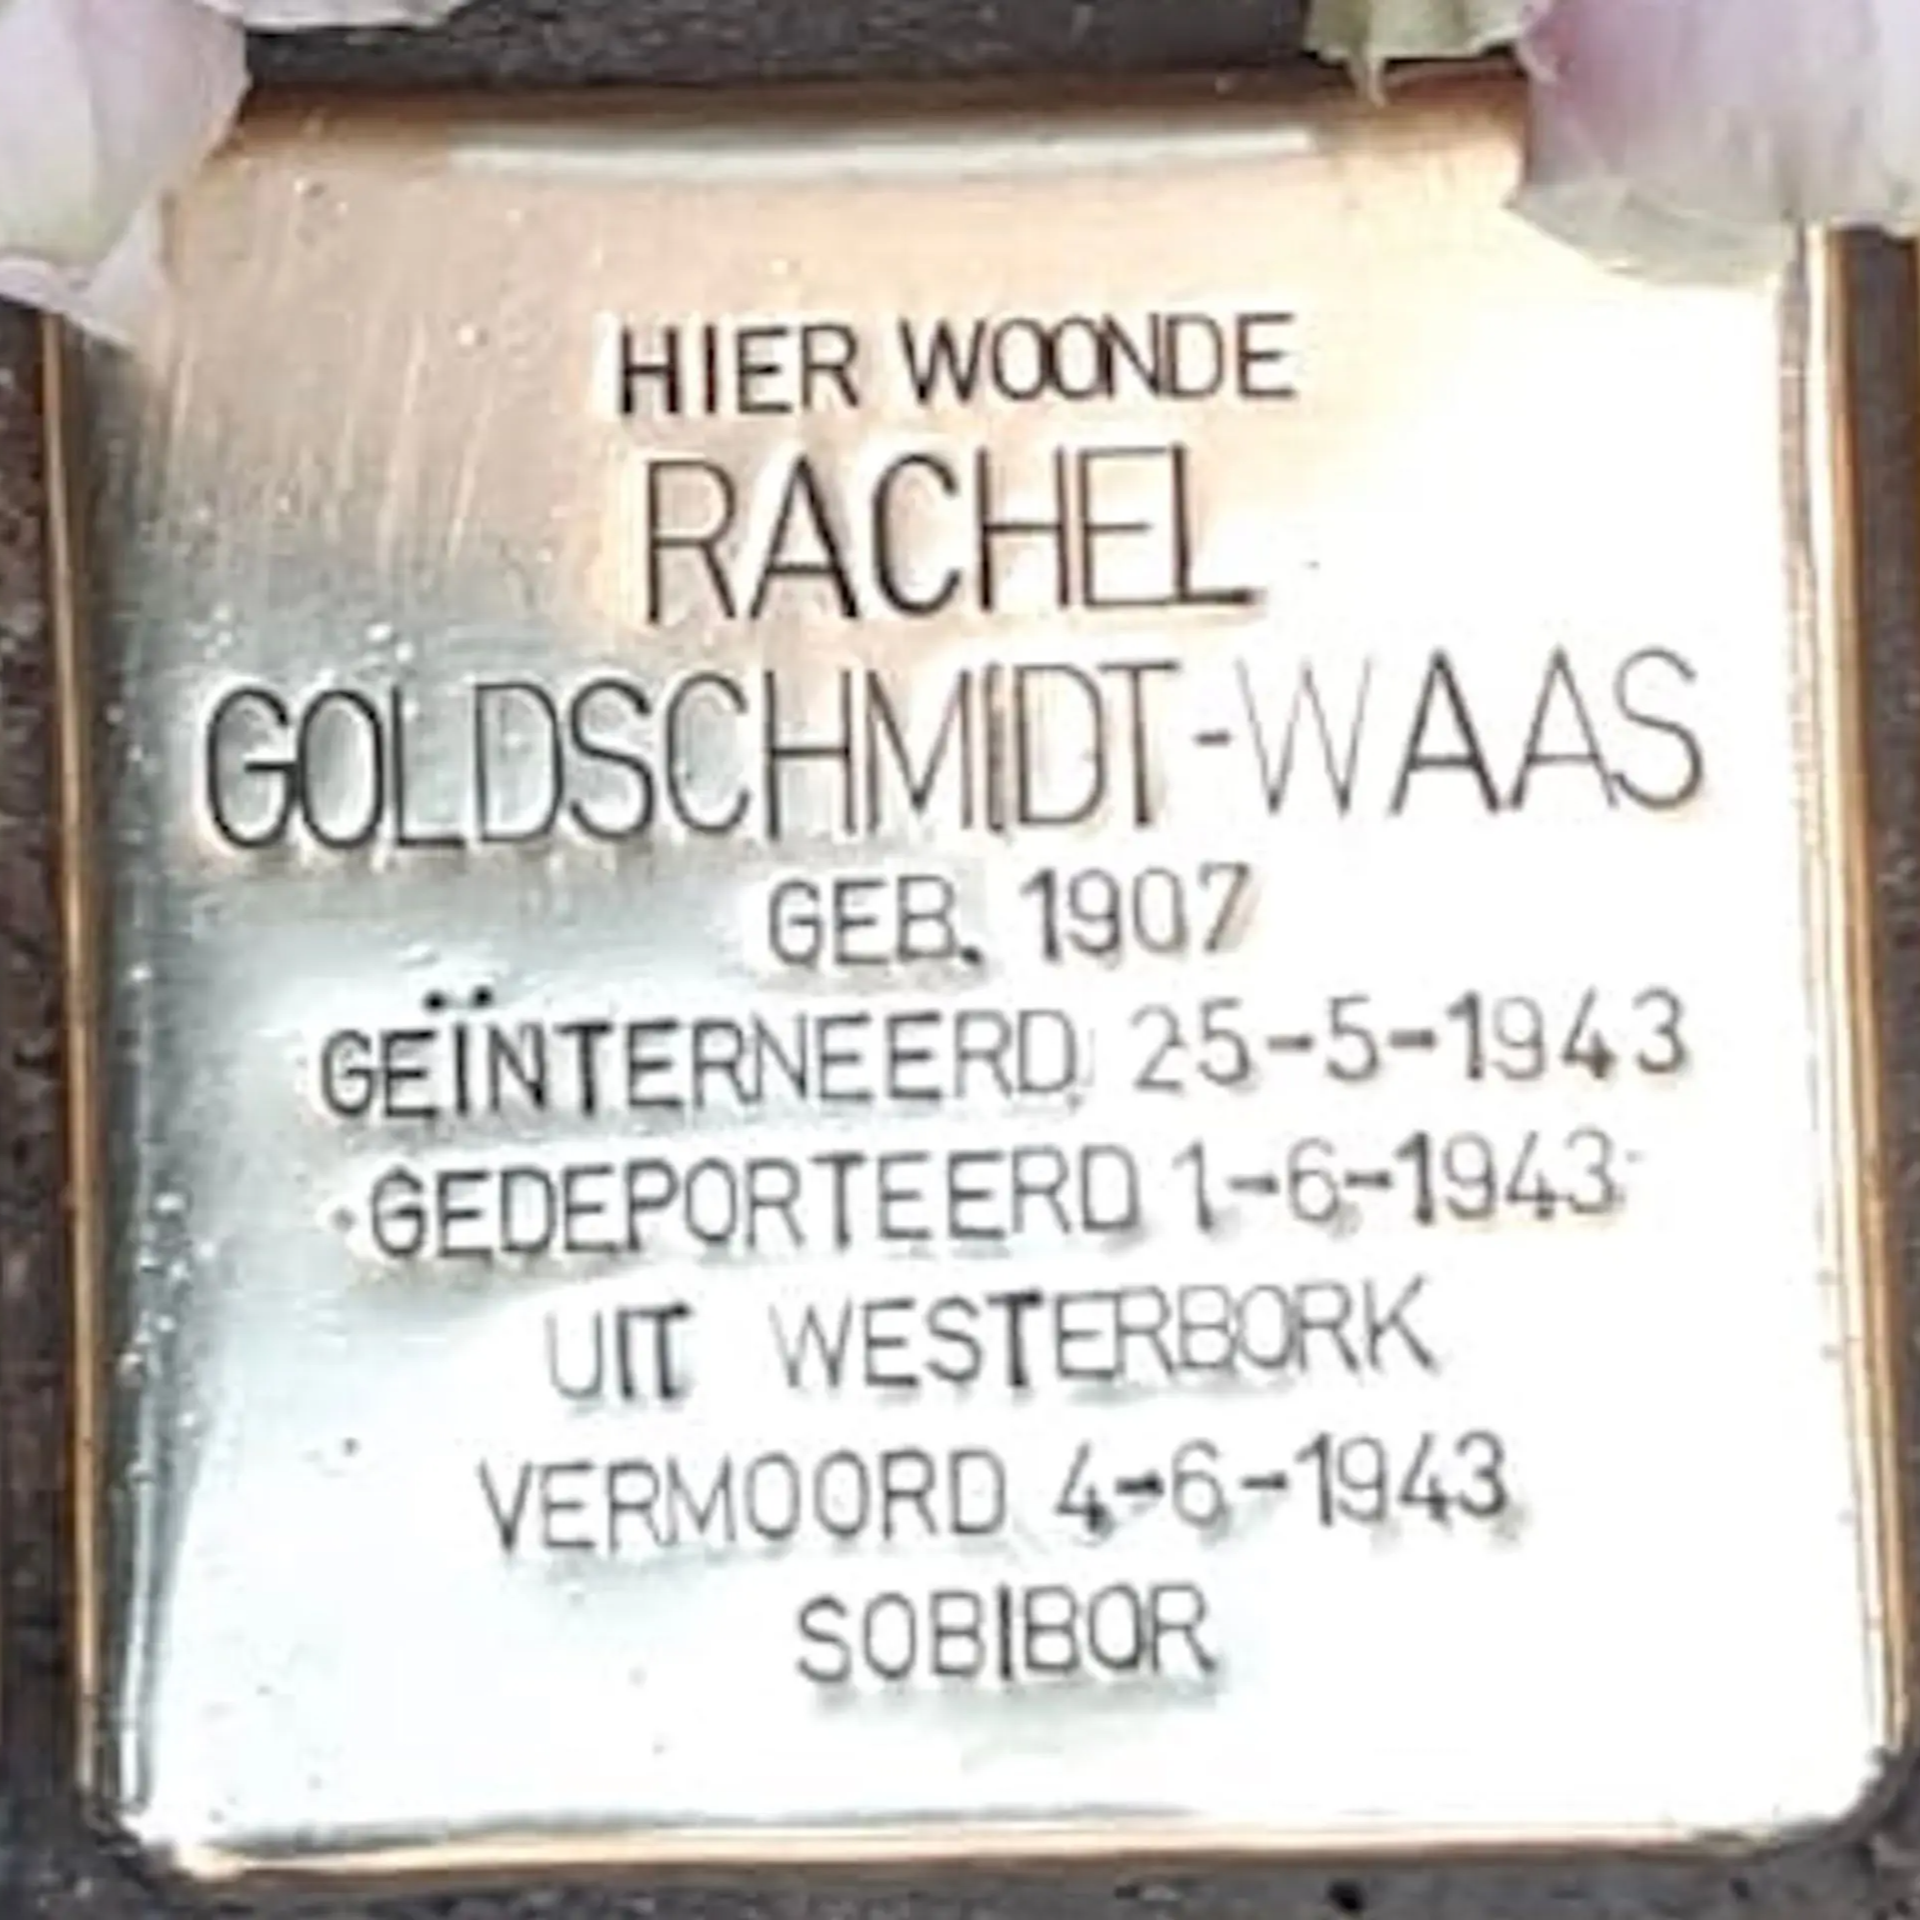 HIER WOONDE
RACHEL
GOLDSCHMIDT-WAAS
GEB. 1907
GEÏNTERNEERD 25-5-1943
GEDEPORTEERD 1-6-1943
UIT WESTERBORK
VERMOORD 4-6-1943
SOBIBOR